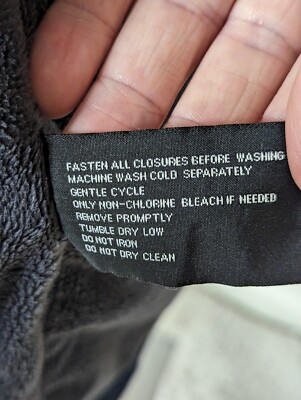 FASTEN ALL CLOSURES BEFORE WASHING
MACHINE WASH COLD SEPARATELY
GENTLE CYCLE
ONLY NON-CHLORINE BLEACH IF NEEDED
REMOVE PROMPTLY
TUMBLE DRY LOW
DO NOT IRON
DO NOT DRY CLEAN